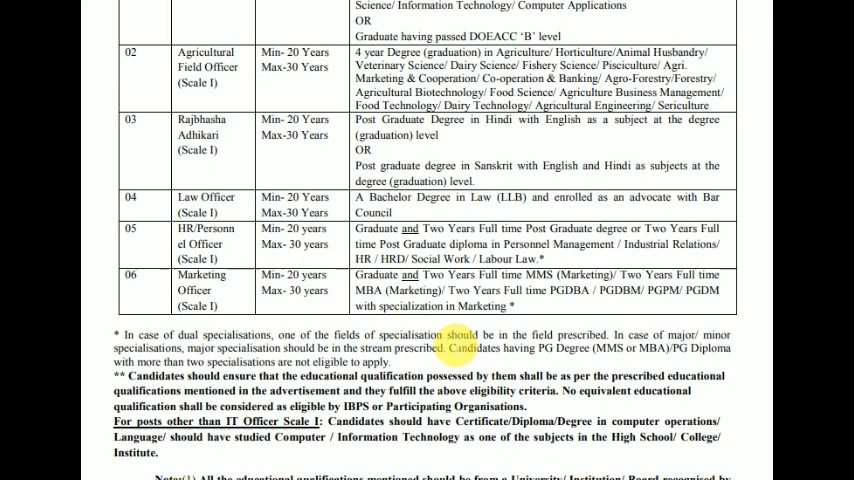 Science/ Information Technology/ Computer Applications
OR
Graduate having passed DOEACC ‘B’ level
02 Agricultural Min- 20 Years 4 year Degree (graduation) in Agriculture/ Horticulture/Animal Husbandry/
Field Officer Max-30 Years Veterinary Science/ Dairy Science/ Fishery Science/ Pisciculture/ Agri.
(Scale I) Marketing & Cooperation/ Co-operation & Banking/ Agro-Forestry/Forestry/
Agricultural Biotechnology/ Food Science/ Agriculture Business Management/
Food Technology/ Dairy Technology/ Agricultural Engineering/ Sericulture
03 Rajbhasha Min- 20 Years Post Graduate Degree in Hindi with English as a subject at the degree
Adhikari Max-30 Years (graduation) level
(Scale I) OR
Post graduate degree in Sanskrit with English and Hindi as subjects at the
degree (graduation) level.
04 Law Officer Min- 20 Years A Bachelor Degree in Law (LLB) and enrolled as an advocate with Bar
(Scale I) Max-30 Years Council
05 HR/Personn Min- 20 years Graduate and Two Years Full time Post Graduate degree or Two Years Full
el Officer Max- 30 years time Post Graduate diploma in Personnel Management / Industrial Relations/
(Scale I) HR / HRD/ Social Work / Labour Law.*
06 Marketing Min- 20 years Graduate and Two Years Full time MMS (Marketing)/ Two Years Full time
Officer Max- 30 years MBA (Marketing)/ Two Years Full time PGDBA / PGDBM/ PGPM/ PGDM
(Scale I) with specialization in Marketing *
* In case of dual specialisations, one of the fields of specialisation should be in the field prescribed. In case of major/ minor
specialisations, major specialisation should be in the stream prescribed. Candidates having PG Degree (MMS or MBA)/PG Diploma
with more than two specialisations are not eligible to apply.
** Candidates should ensure that the educational qualification possessed by them shall be as per the prescribed educational
qualifications mentioned in the advertisement and they fulfill the above eligibility criteria. No equivalent educational
qualification shall be considered as eligible by IBPS or Participating Organisations.
For posts other than IT Officer Scale I: Candidates should have Certificate/Diploma/Degree in computer operations/
Language/ should have studied Computer / Information Technology as one of the subjects in the High School/ College/
Institute.
Note:(1) All the educational qualifications mentioned should be from a University/ Institution/ Board recognised by